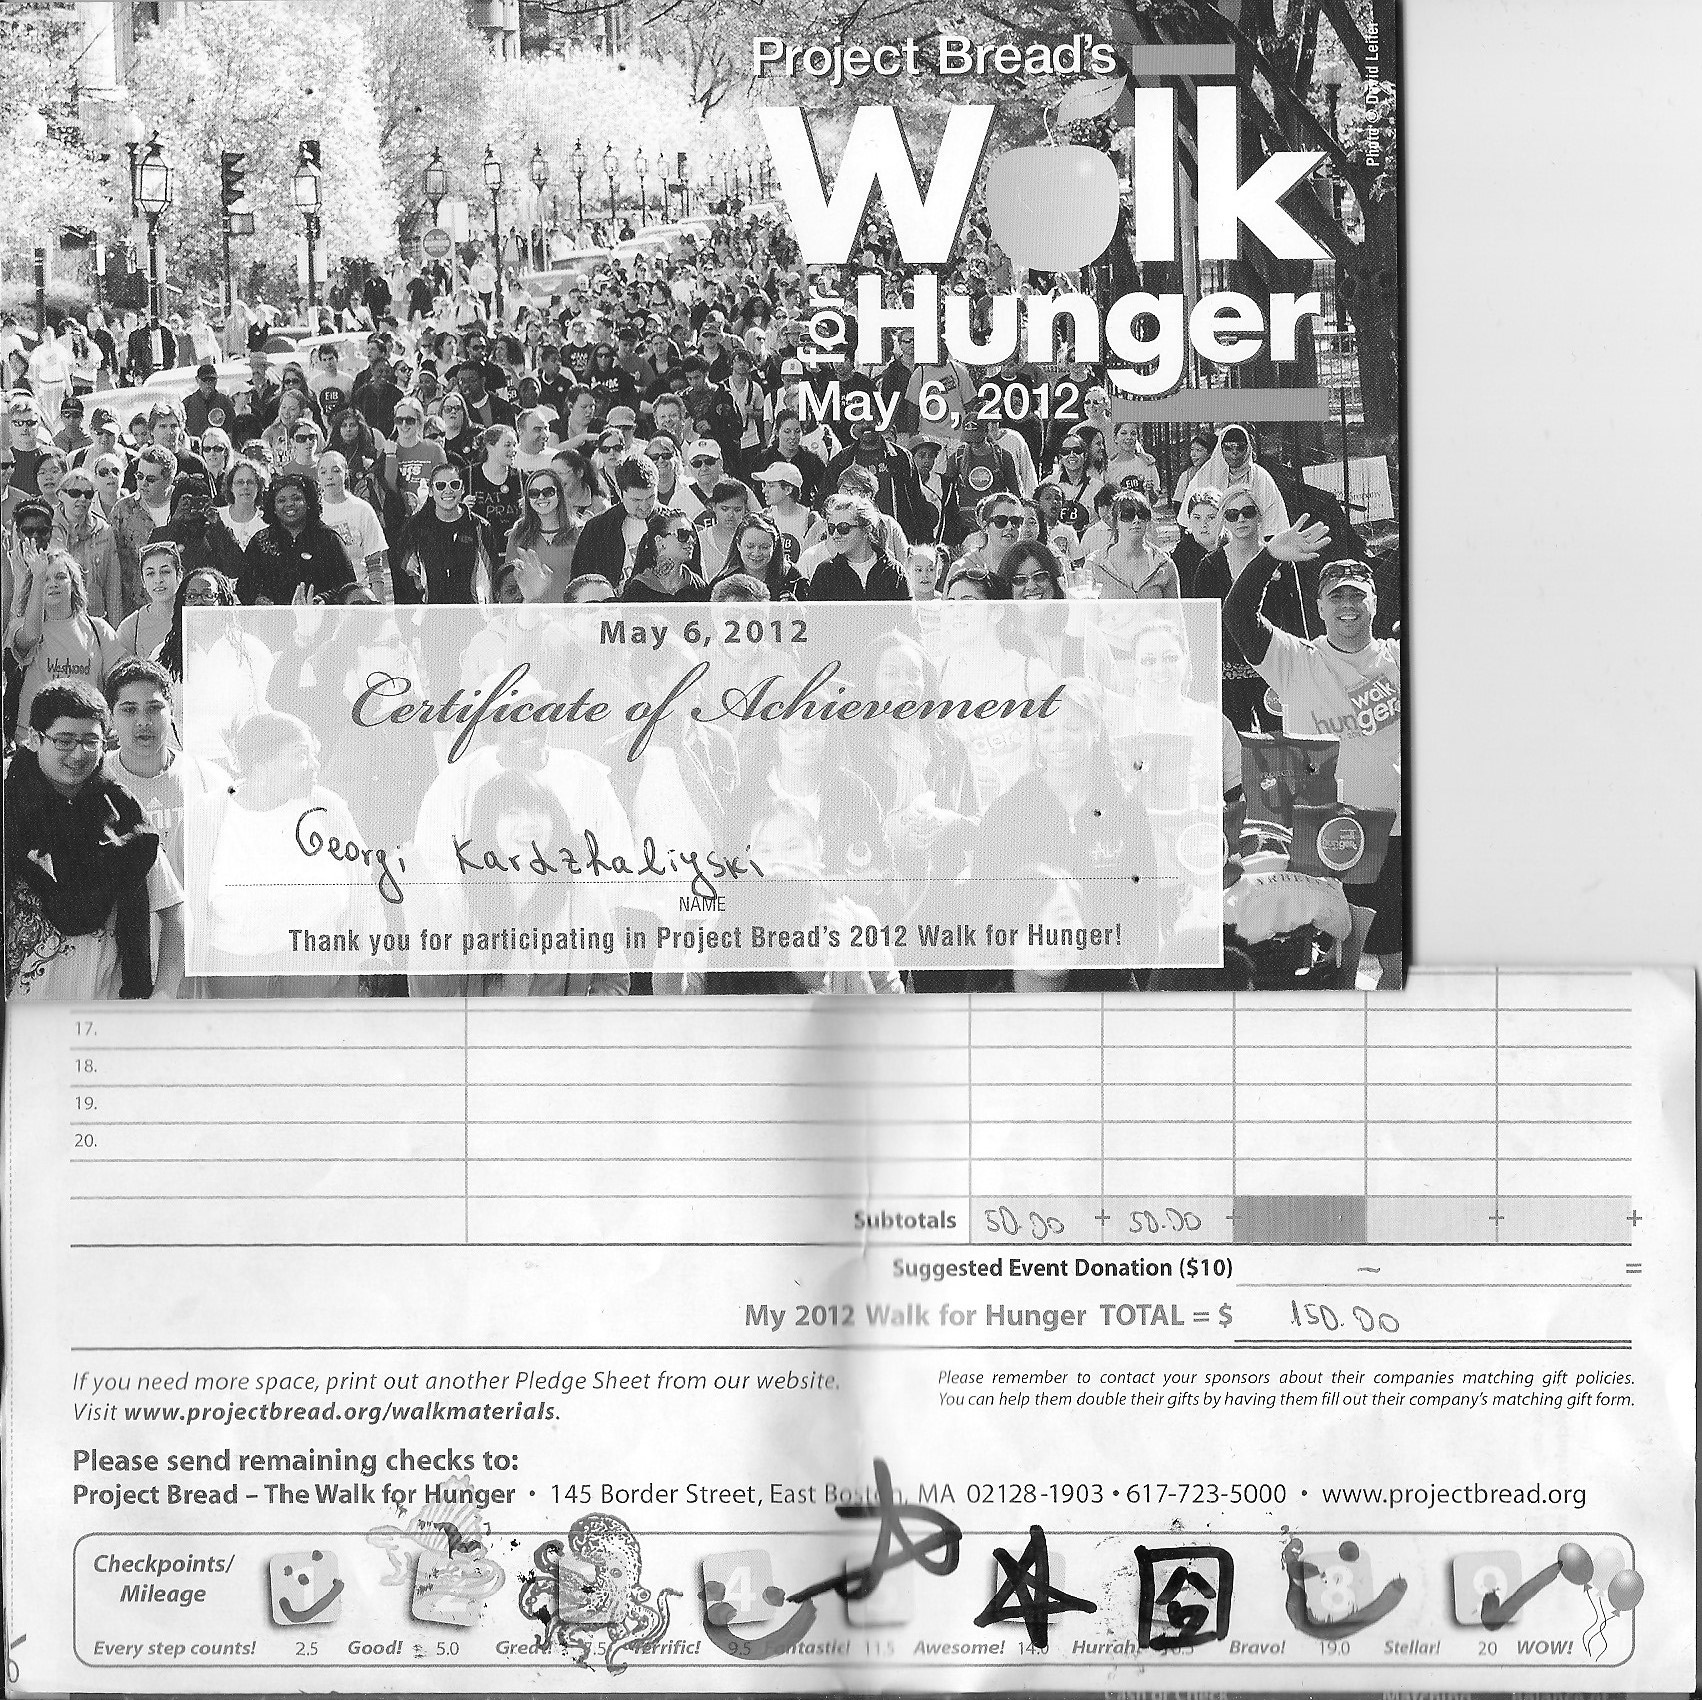 Project Bread's
Photo © David Leifer
Walk
for Hunger
May 6, 2012
EAT
PRAY
Westwood
walk
hunger
May 6, 2012
Certificate of Achievement
Georgi Kardzhaliyski
NAME
Thank you for participating in Project Bread's 2012 Walk for Hunger!
17.
18.
19.
20.
Subtotals 50.00 + 50.00 + + +
Suggested Event Donation ($10) ~ =
My 2012 Walk for Hunger TOTAL = $ 150.00
If you need more space, print out another Pledge Sheet from our website.
Visit www.projectbread.org/walkmaterials.
Please remember to contact your sponsors about their companies matching gift policies.
You can help them double their gifts by having them fill out their company's matching gift form.
Please send remaining checks to:
Project Bread – The Walk for Hunger • 145 Border Street, East Boston, MA 02128-1903 • 617-723-5000 • www.projectbread.org
Checkpoints/
Mileage
1 2 4 8 9
Every step counts! 2.5 Good! 5.0 Great! 7.5 Terrific! 9.5 Fantastic! 11.5 Awesome! 14.0 Hurrah! Bravo! 19.0 Stellar! 20 WOW!